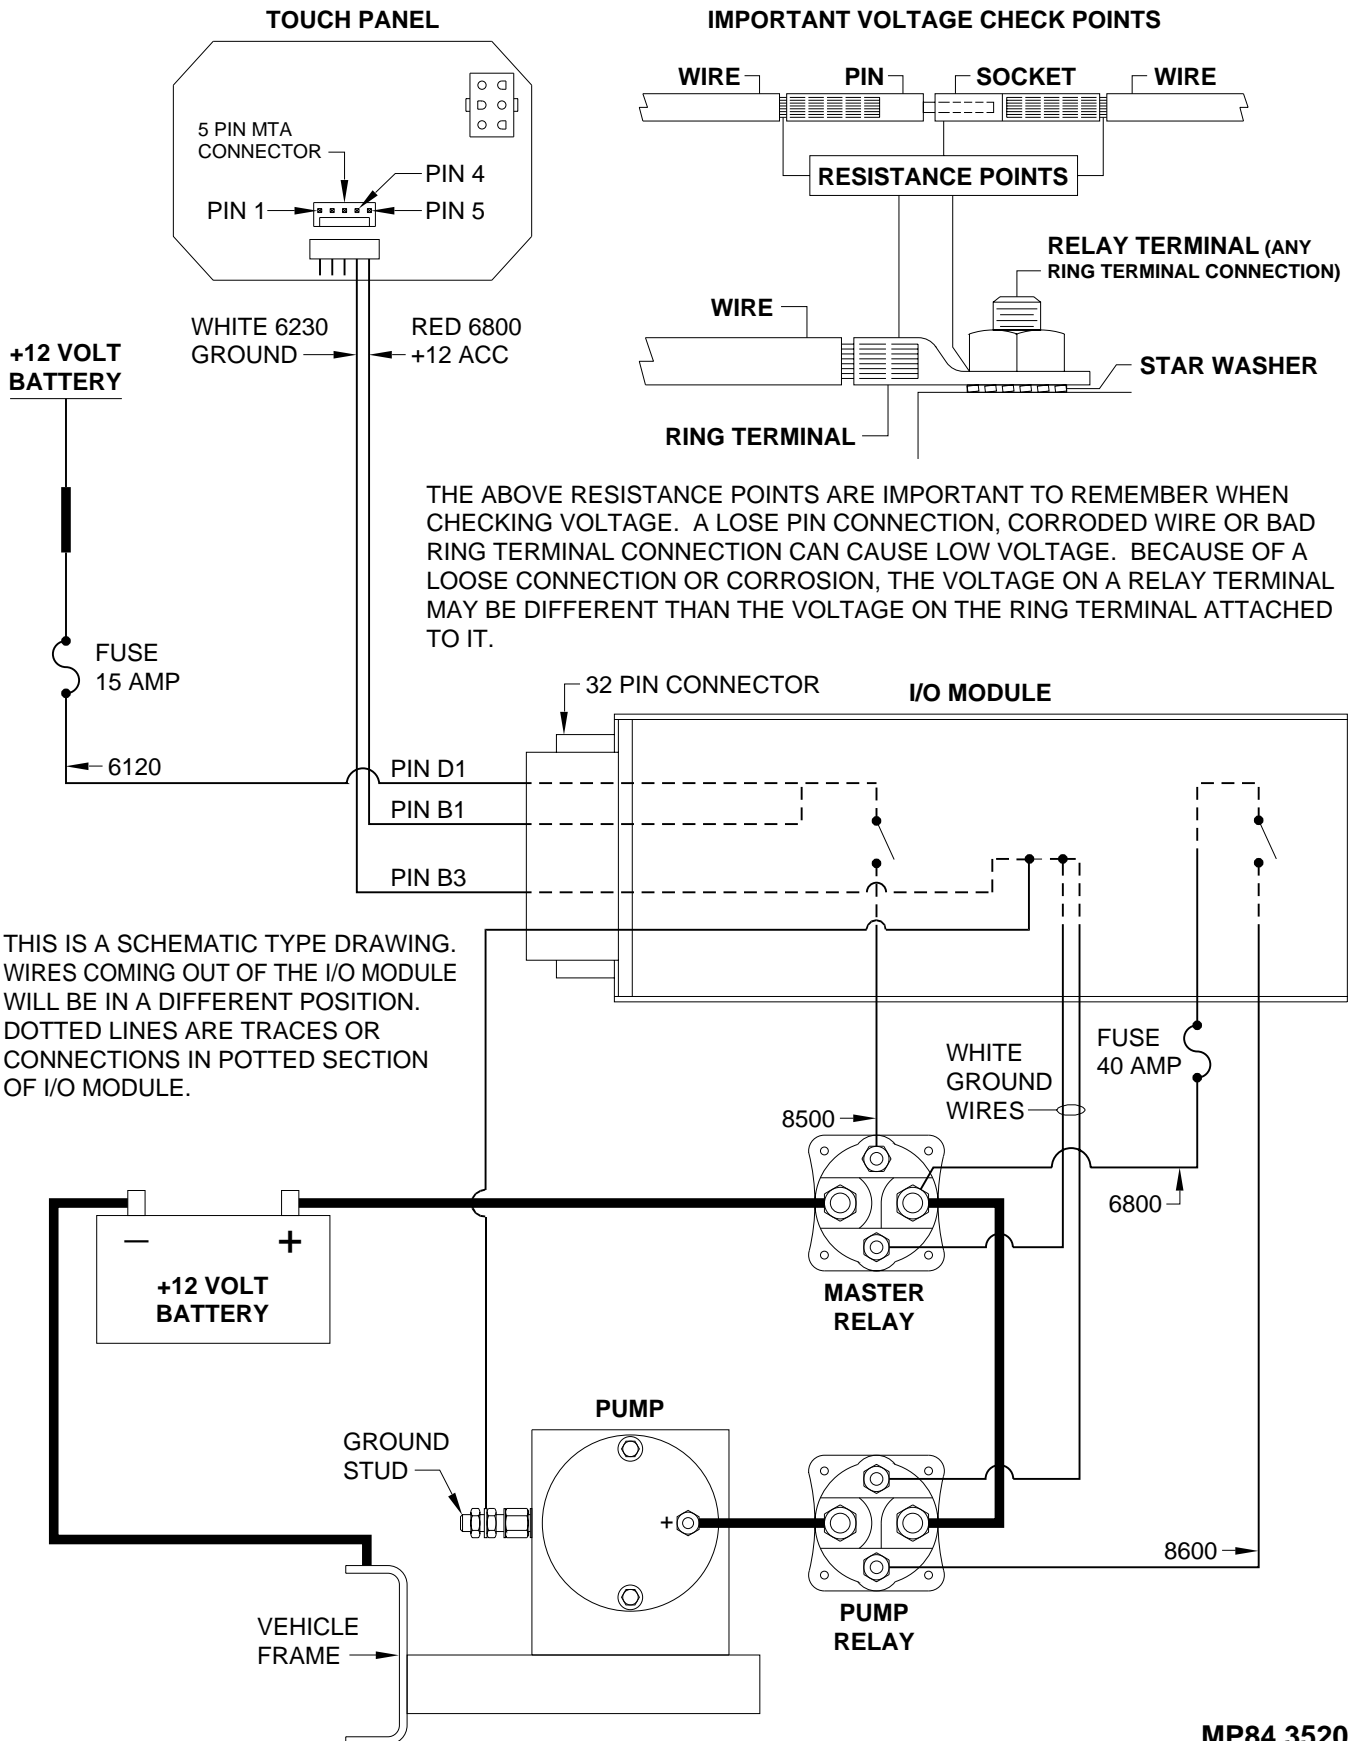 TOUCH PANEL
IMPORTANT VOLTAGE CHECK POINTS
WIRE
PIN
SOCKET
WIRE
5 PIN MTA
CONNECTOR
PIN 4
PIN 1
PIN 5
RESISTANCE POINTS
RELAY TERMINAL (ANY
RING TERMINAL CONNECTION)
WIRE
WHITE 6230
GROUND
RED 6800
+12 ACC
STAR WASHER
+12 VOLT
BATTERY
RING TERMINAL
THE ABOVE RESISTANCE POINTS ARE IMPORTANT TO REMEMBER WHEN
CHECKING VOLTAGE. A LOSE PIN CONNECTION, CORRODED WIRE OR BAD
RING TERMINAL CONNECTION CAN CAUSE LOW VOLTAGE. BECAUSE OF A
LOOSE CONNECTION OR CORROSION, THE VOLTAGE ON A RELAY TERMINAL
MAY BE DIFFERENT THAN THE VOLTAGE ON THE RING TERMINAL ATTACHED
TO IT.
FUSE
15 AMP
32 PIN CONNECTOR
I/O MODULE
6120
PIN D1
PIN B1
PIN B3
THIS IS A SCHEMATIC TYPE DRAWING.
WIRES COMING OUT OF THE I/O MODULE
WILL BE IN A DIFFERENT POSITION.
DOTTED LINES ARE TRACES OR
CONNECTIONS IN POTTED SECTION
OF I/O MODULE.
FUSE
40 AMP
WHITE
GROUND
WIRES
8500
6800
– +
+12 VOLT
BATTERY
MASTER
RELAY
PUMP
GROUND
STUD
+
8600
PUMP
RELAY
VEHICLE
FRAME
MP84.3520